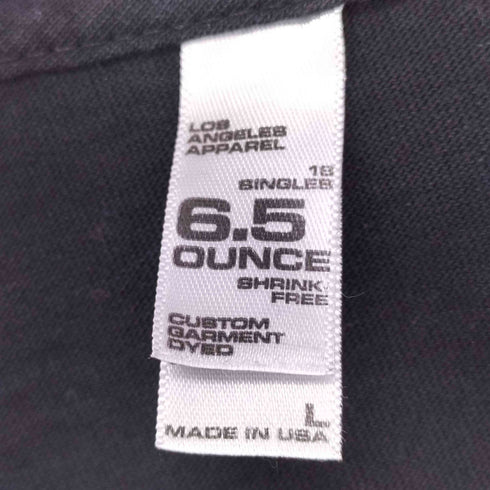 LOS
ANGELES
APPAREL
18
SINGLES
6.5
OUNCE
SHRINK
FREE
CUSTOM
GARMENT
DYED
L
MADE IN USA